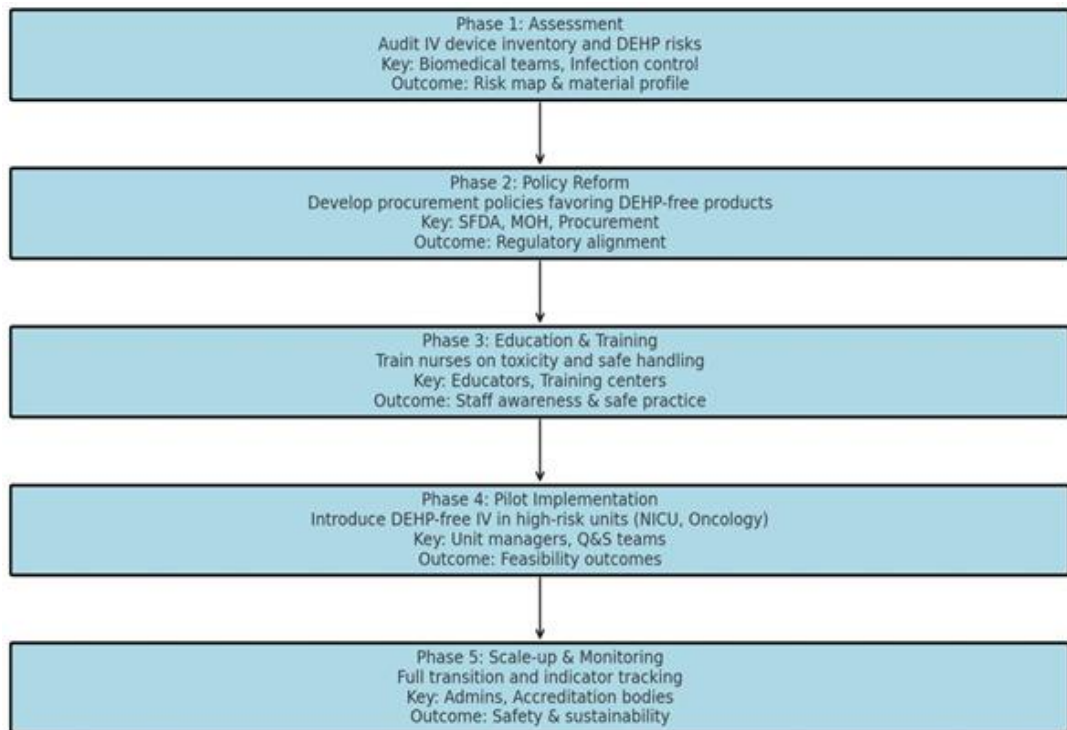 Phase 1: Assessment
Audit IV device inventory and DEHP risks
Key: Biomedical teams, Infection control
Outcome: Risk map & material profile
Phase 2: Policy Reform
Develop procurement policies favoring DEHP-free products
Key: SFDA, MOH, Procurement
Outcome: Regulatory alignment
Phase 3: Education & Training
Train nurses on toxicity and safe handling
Key: Educators, Training centers
Outcome: Staff awareness & safe practice
Phase 4: Pilot Implementation
Introduce DEHP-free IV in high-risk units (NICU, Oncology)
Key: Unit managers, Q&S teams
Outcome: Feasibility outcomes
Phase 5: Scale-up & Monitoring
Full transition and indicator tracking
Key: Admins, Accreditation bodies
Outcome: Safety & sustainability